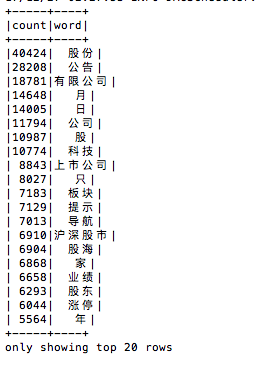 +-----+----+
|count|word|
+-----+----+
|40424|  股份|
|28208|  公告|
|18781|有限公司|
|14648|   月|
|14005|   日|
|11794|  公司|
|10987|   股|
|10774|  科技|
| 8843|上市公司|
| 8027|   只|
| 7183|  板块|
| 7129|  提示|
| 7013|  导航|
| 6910|沪深股市|
| 6904|  股海|
| 6868|   家|
| 6658|  业绩|
| 6293|  股东|
| 6044|  涨停|
| 5564|   年|
+-----+----+
only showing top 20 rows